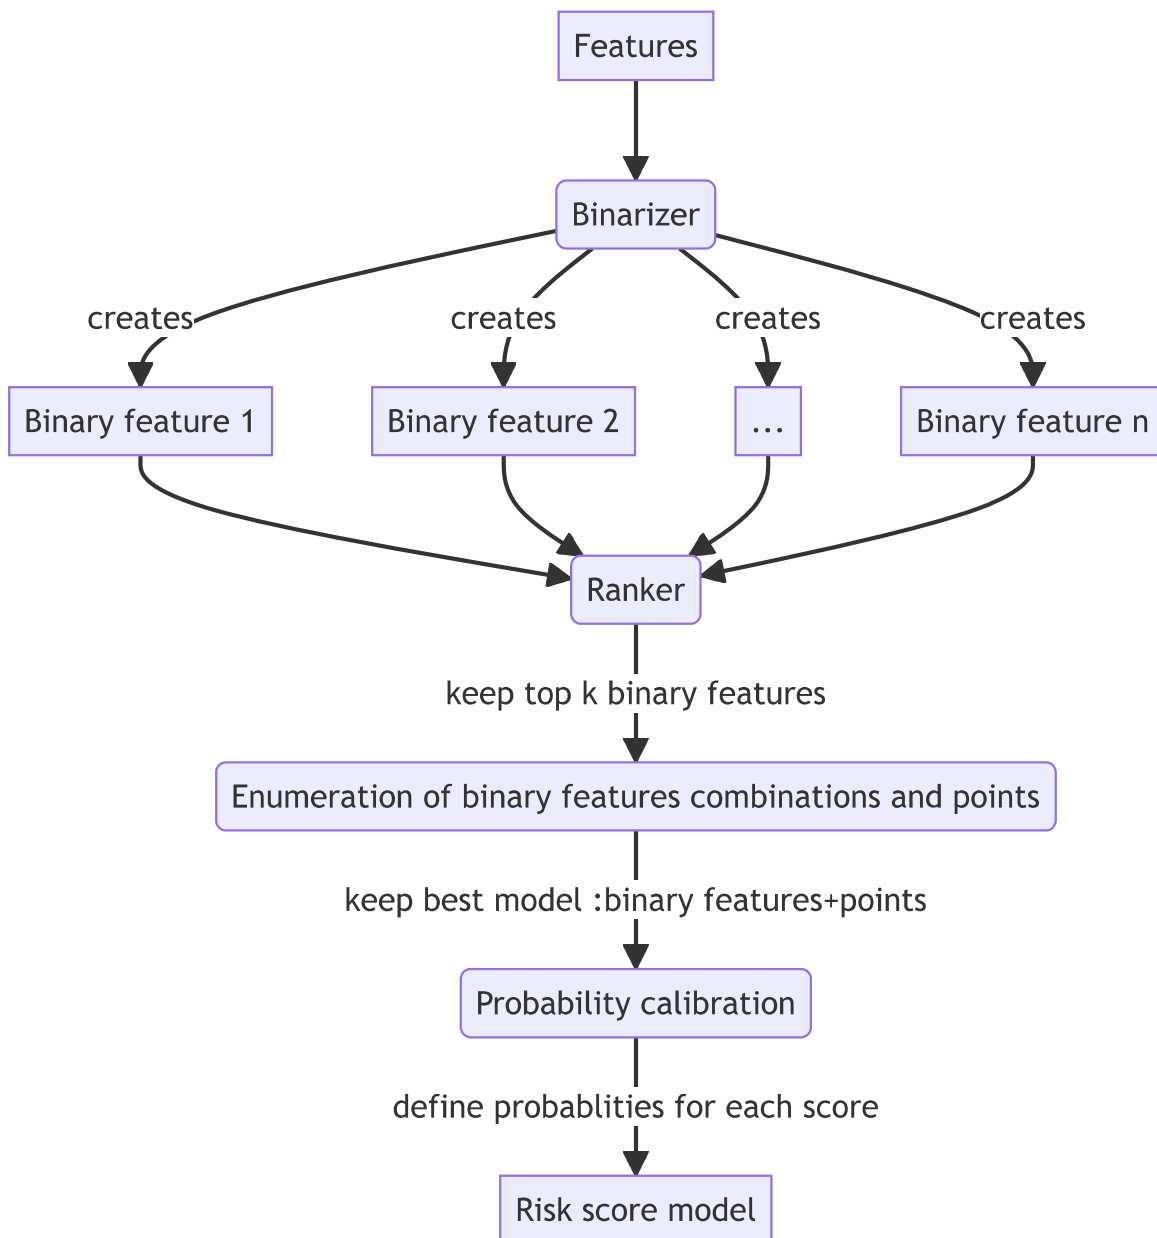 Features
Binarizer
creates
creates
creates
creates
Binary feature 1
Binary feature 2
...
Binary feature n
Ranker
keep top k binary features
Enumeration of binary features combinations and points
keep best model :binary features+points
Probability calibration
define probablities for each score
Risk score model